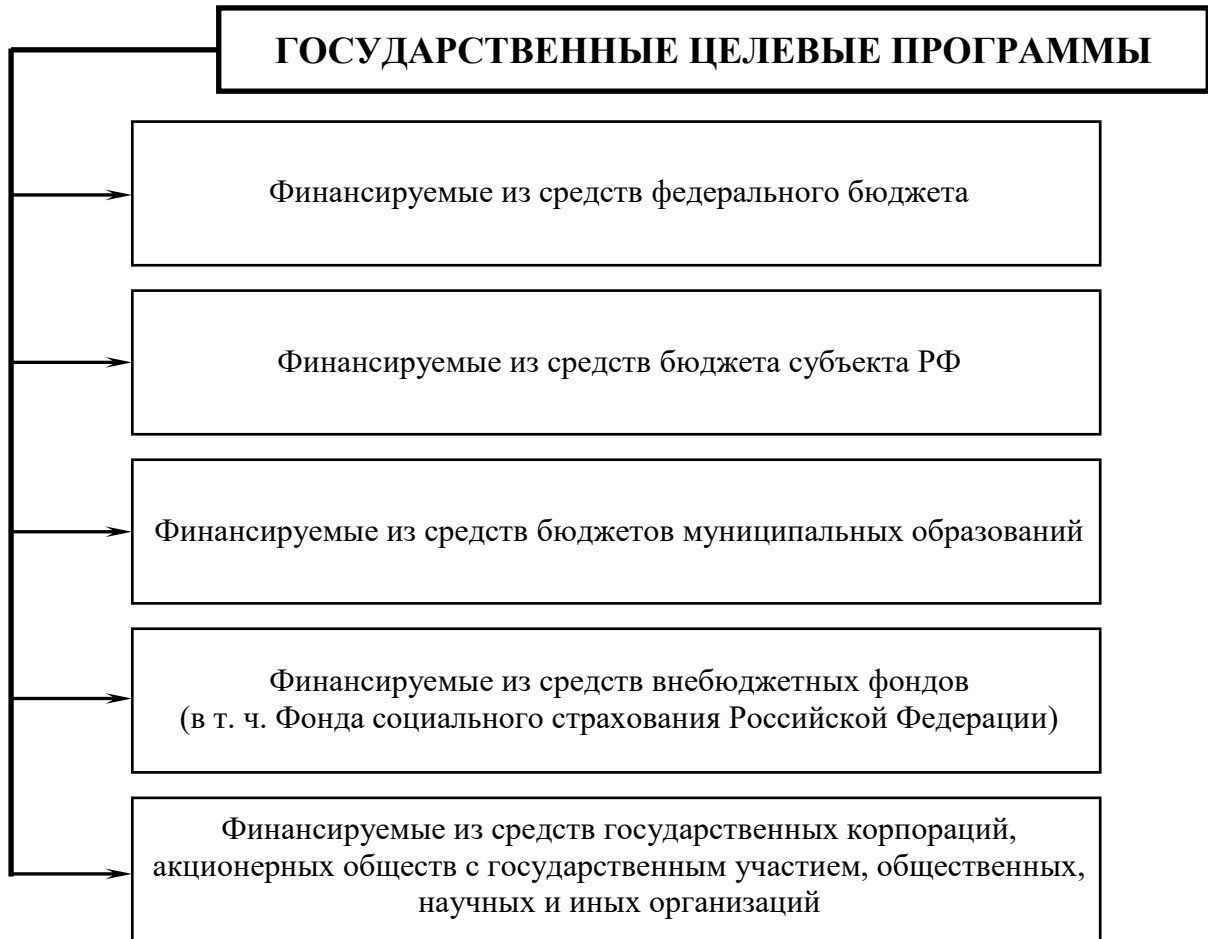 ГОСУДАРСТВЕННЫЕ ЦЕЛЕВЫЕ ПРОГРАММЫ
Финансируемые из средств федерального бюджета
Финансируемые из средств бюджета субъекта РФ
Финансируемые из средств бюджетов муниципальных образований
Финансируемые из средств внебюджетных фондов
(в т. ч. Фонда социального страхования Российской Федерации)
Финансируемые из средств государственных корпораций,
акционерных обществ с государственным участием, общественных,
научных и иных организаций